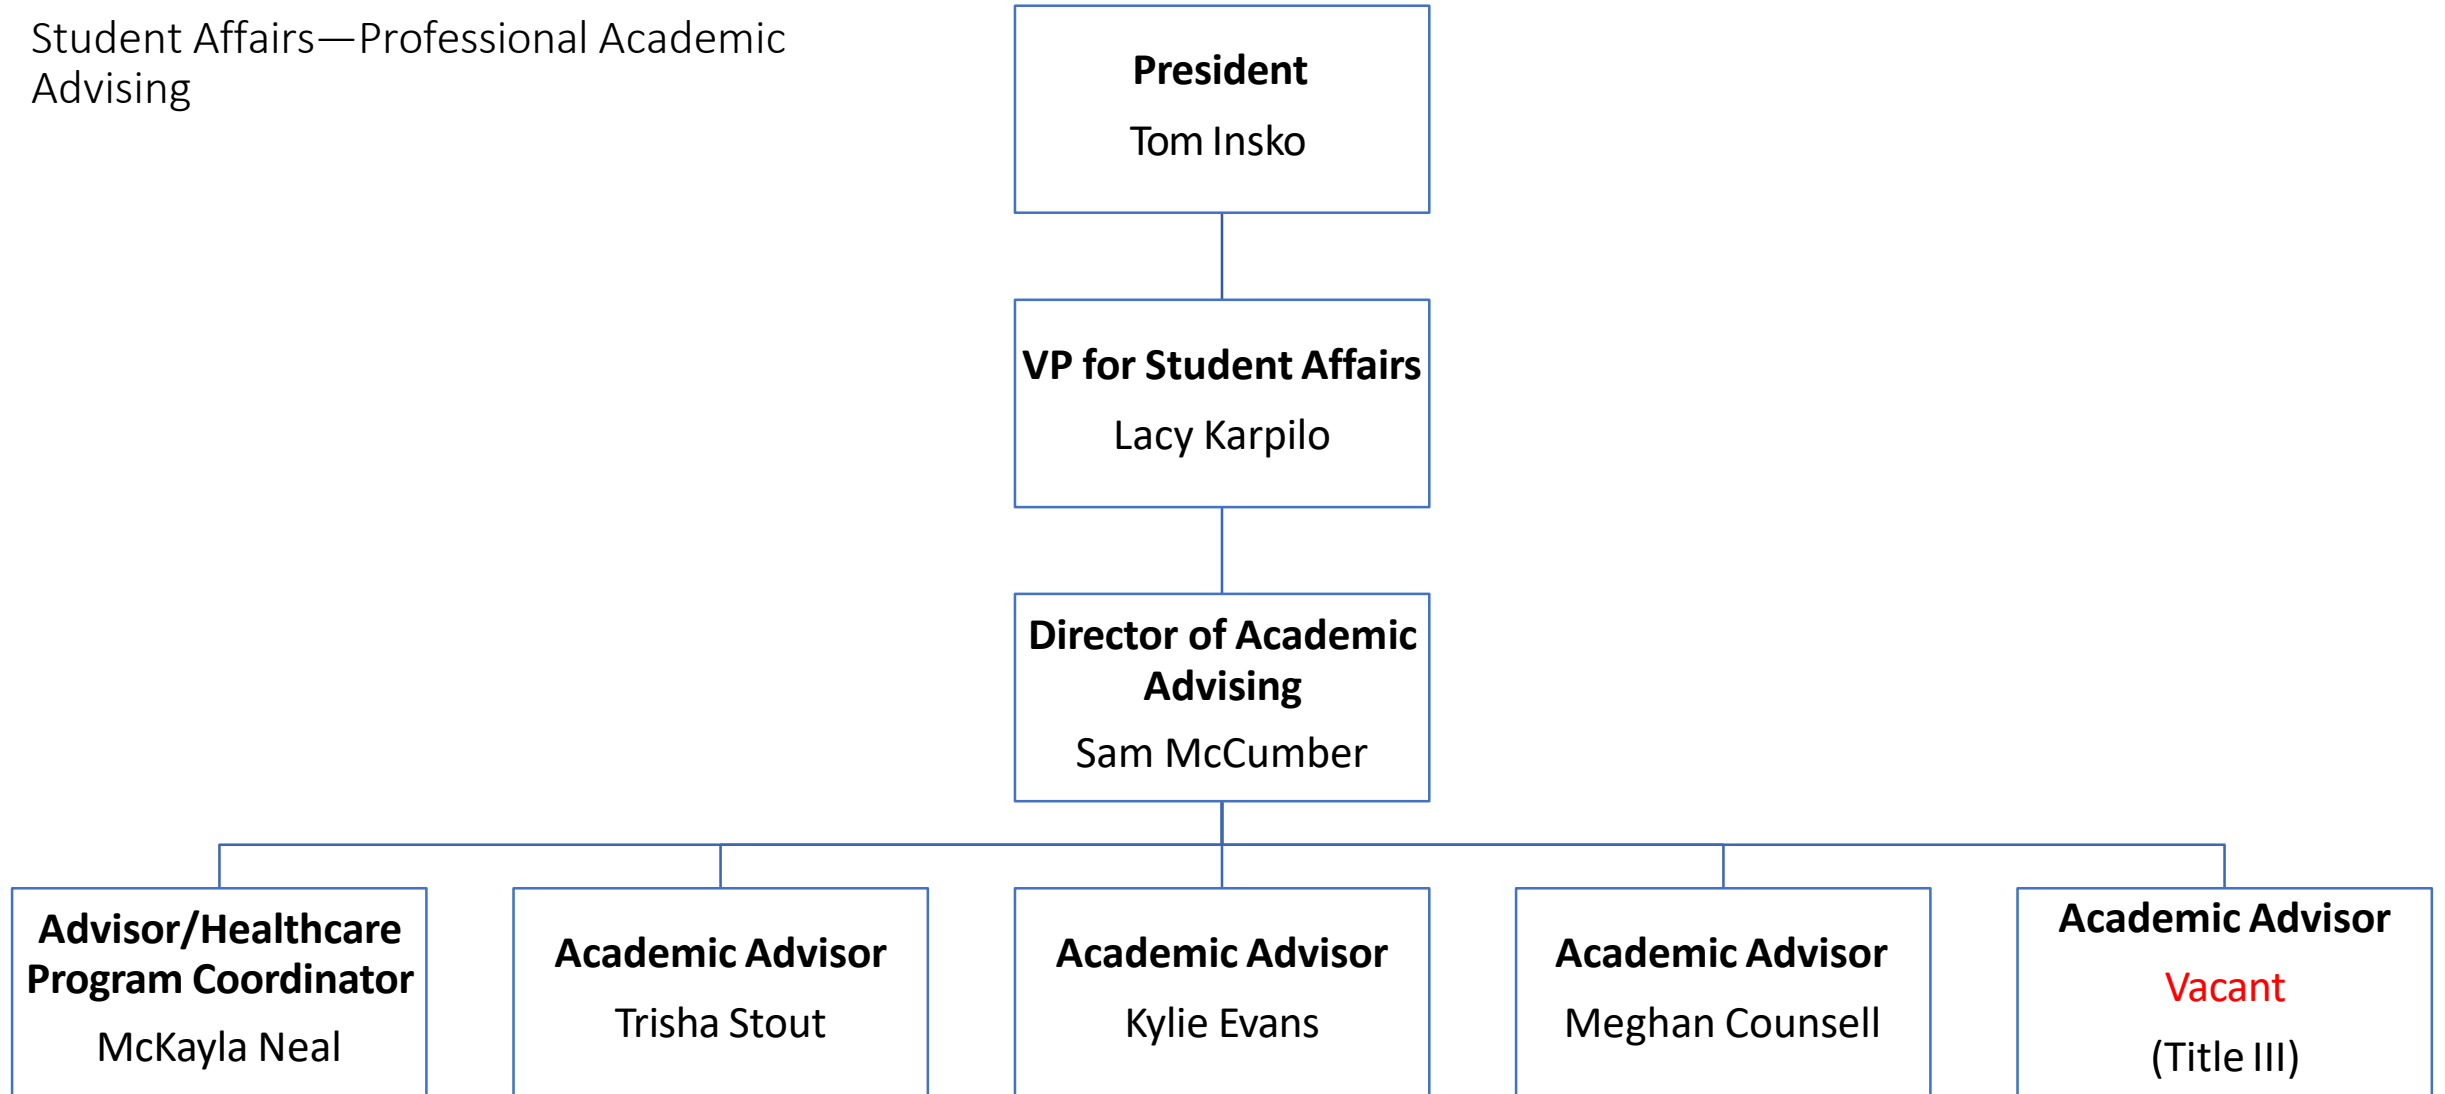 Student Affairs—Professional Academic
Advising
President
Tom Insko
VP for Student Affairs
Lacy Karpilo
Director of Academic
Advising
Sam McCumber
Advisor/Healthcare
Program Coordinator
McKayla Neal
Academic Advisor
Trisha Stout
Academic Advisor
Kylie Evans
Academic Advisor
Meghan Counsell
Academic Advisor
Vacant
(Title III)